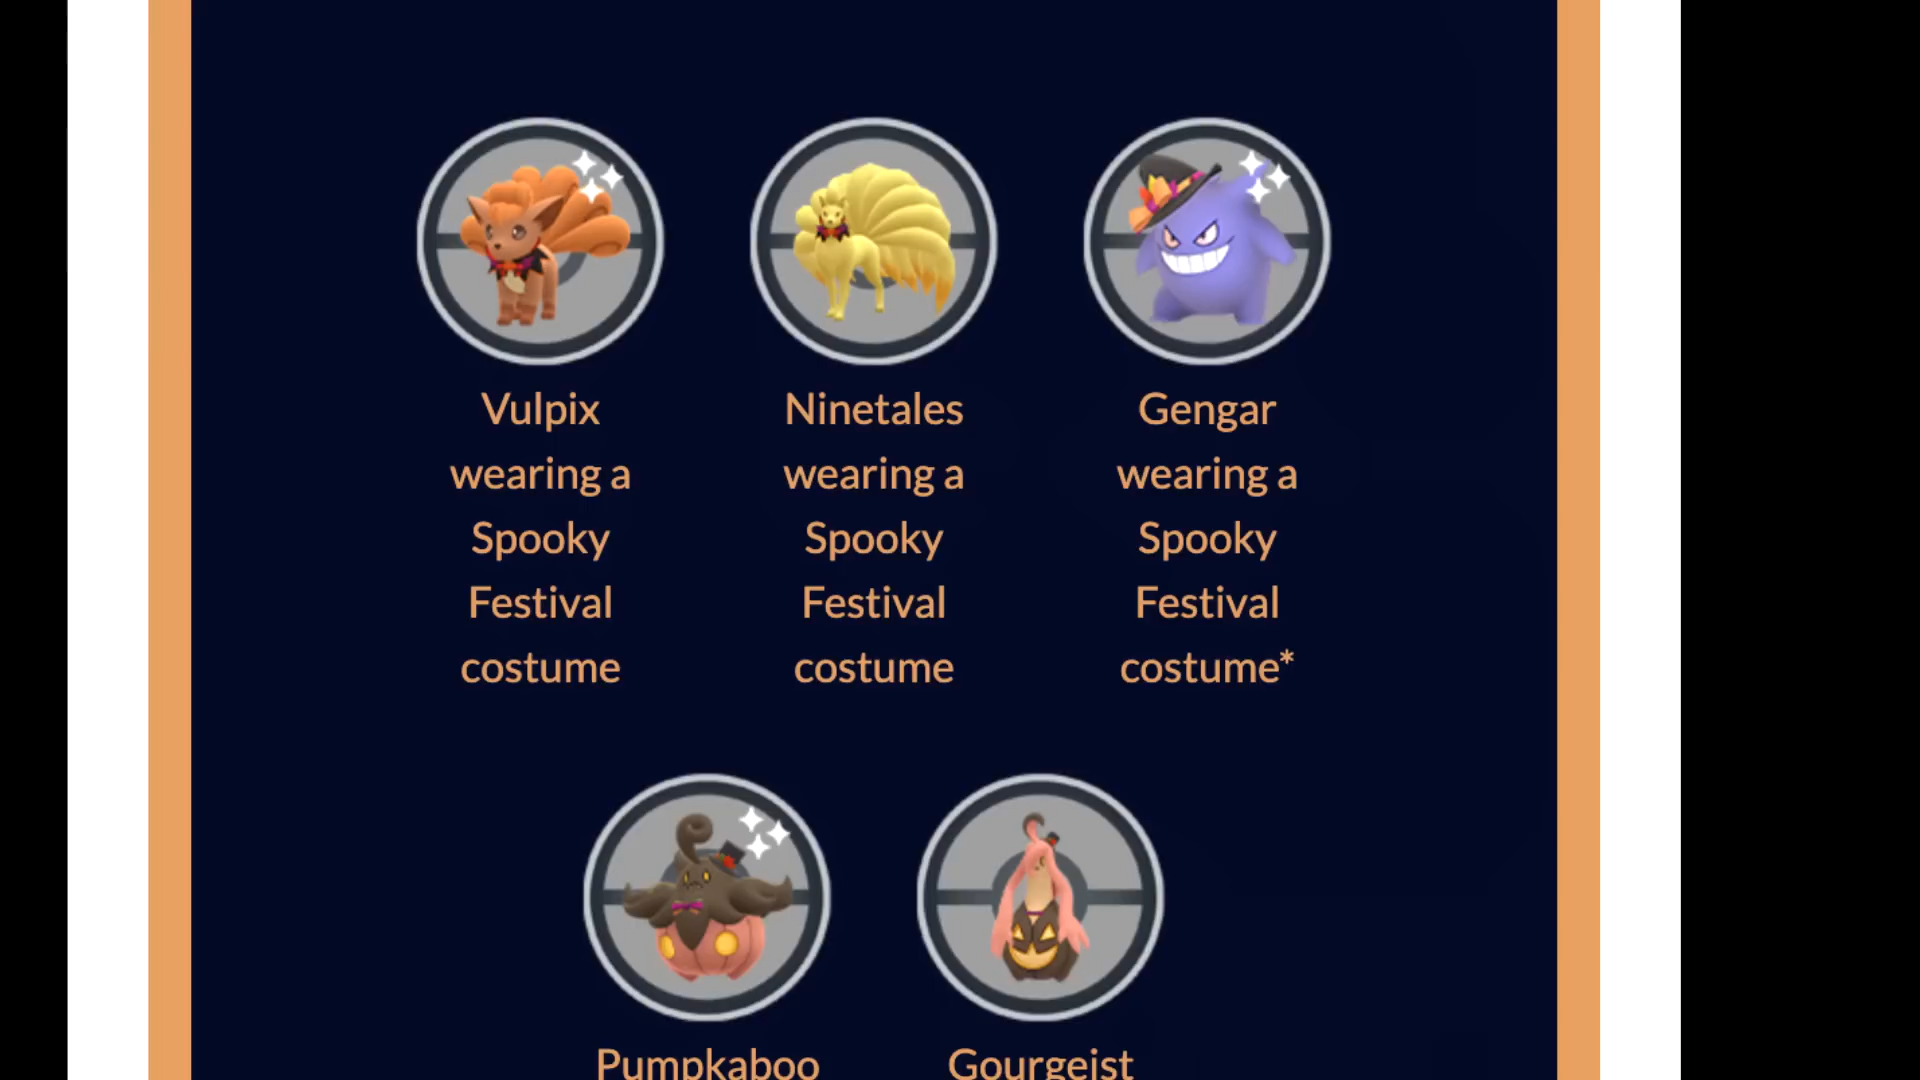 Vulpix
wearing a
Spooky
Festival
costume
Ninetales
wearing a
Spooky
Festival
costume
Gengar
wearing a
Spooky
Festival
costume*
Pumpkaboo
Gourgeist